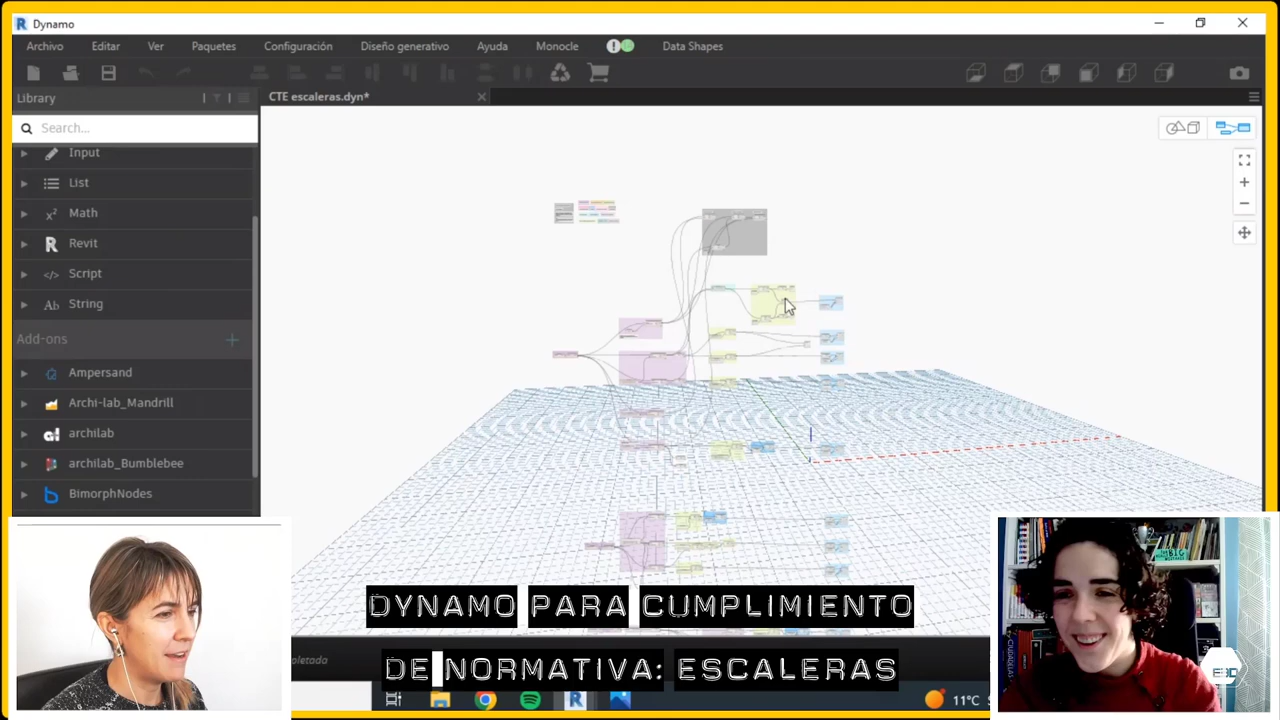 Dynamo
Archivo Editar Ver Paquetes Configuración Diseño generativo Ayuda Monocle Data Shapes
Library
CTE escaleras.dyn*
Search...
Input
List
Math
Revit
Script
String
Add-ons
Ampersand
Archi-lab_Mandrill
archilab
archilab_Bumblebee
BimorphNodes
DYNAMO PARA CUMPLIMIENTO
DE NORMATIVA: ESCALERAS
pletado
11°C